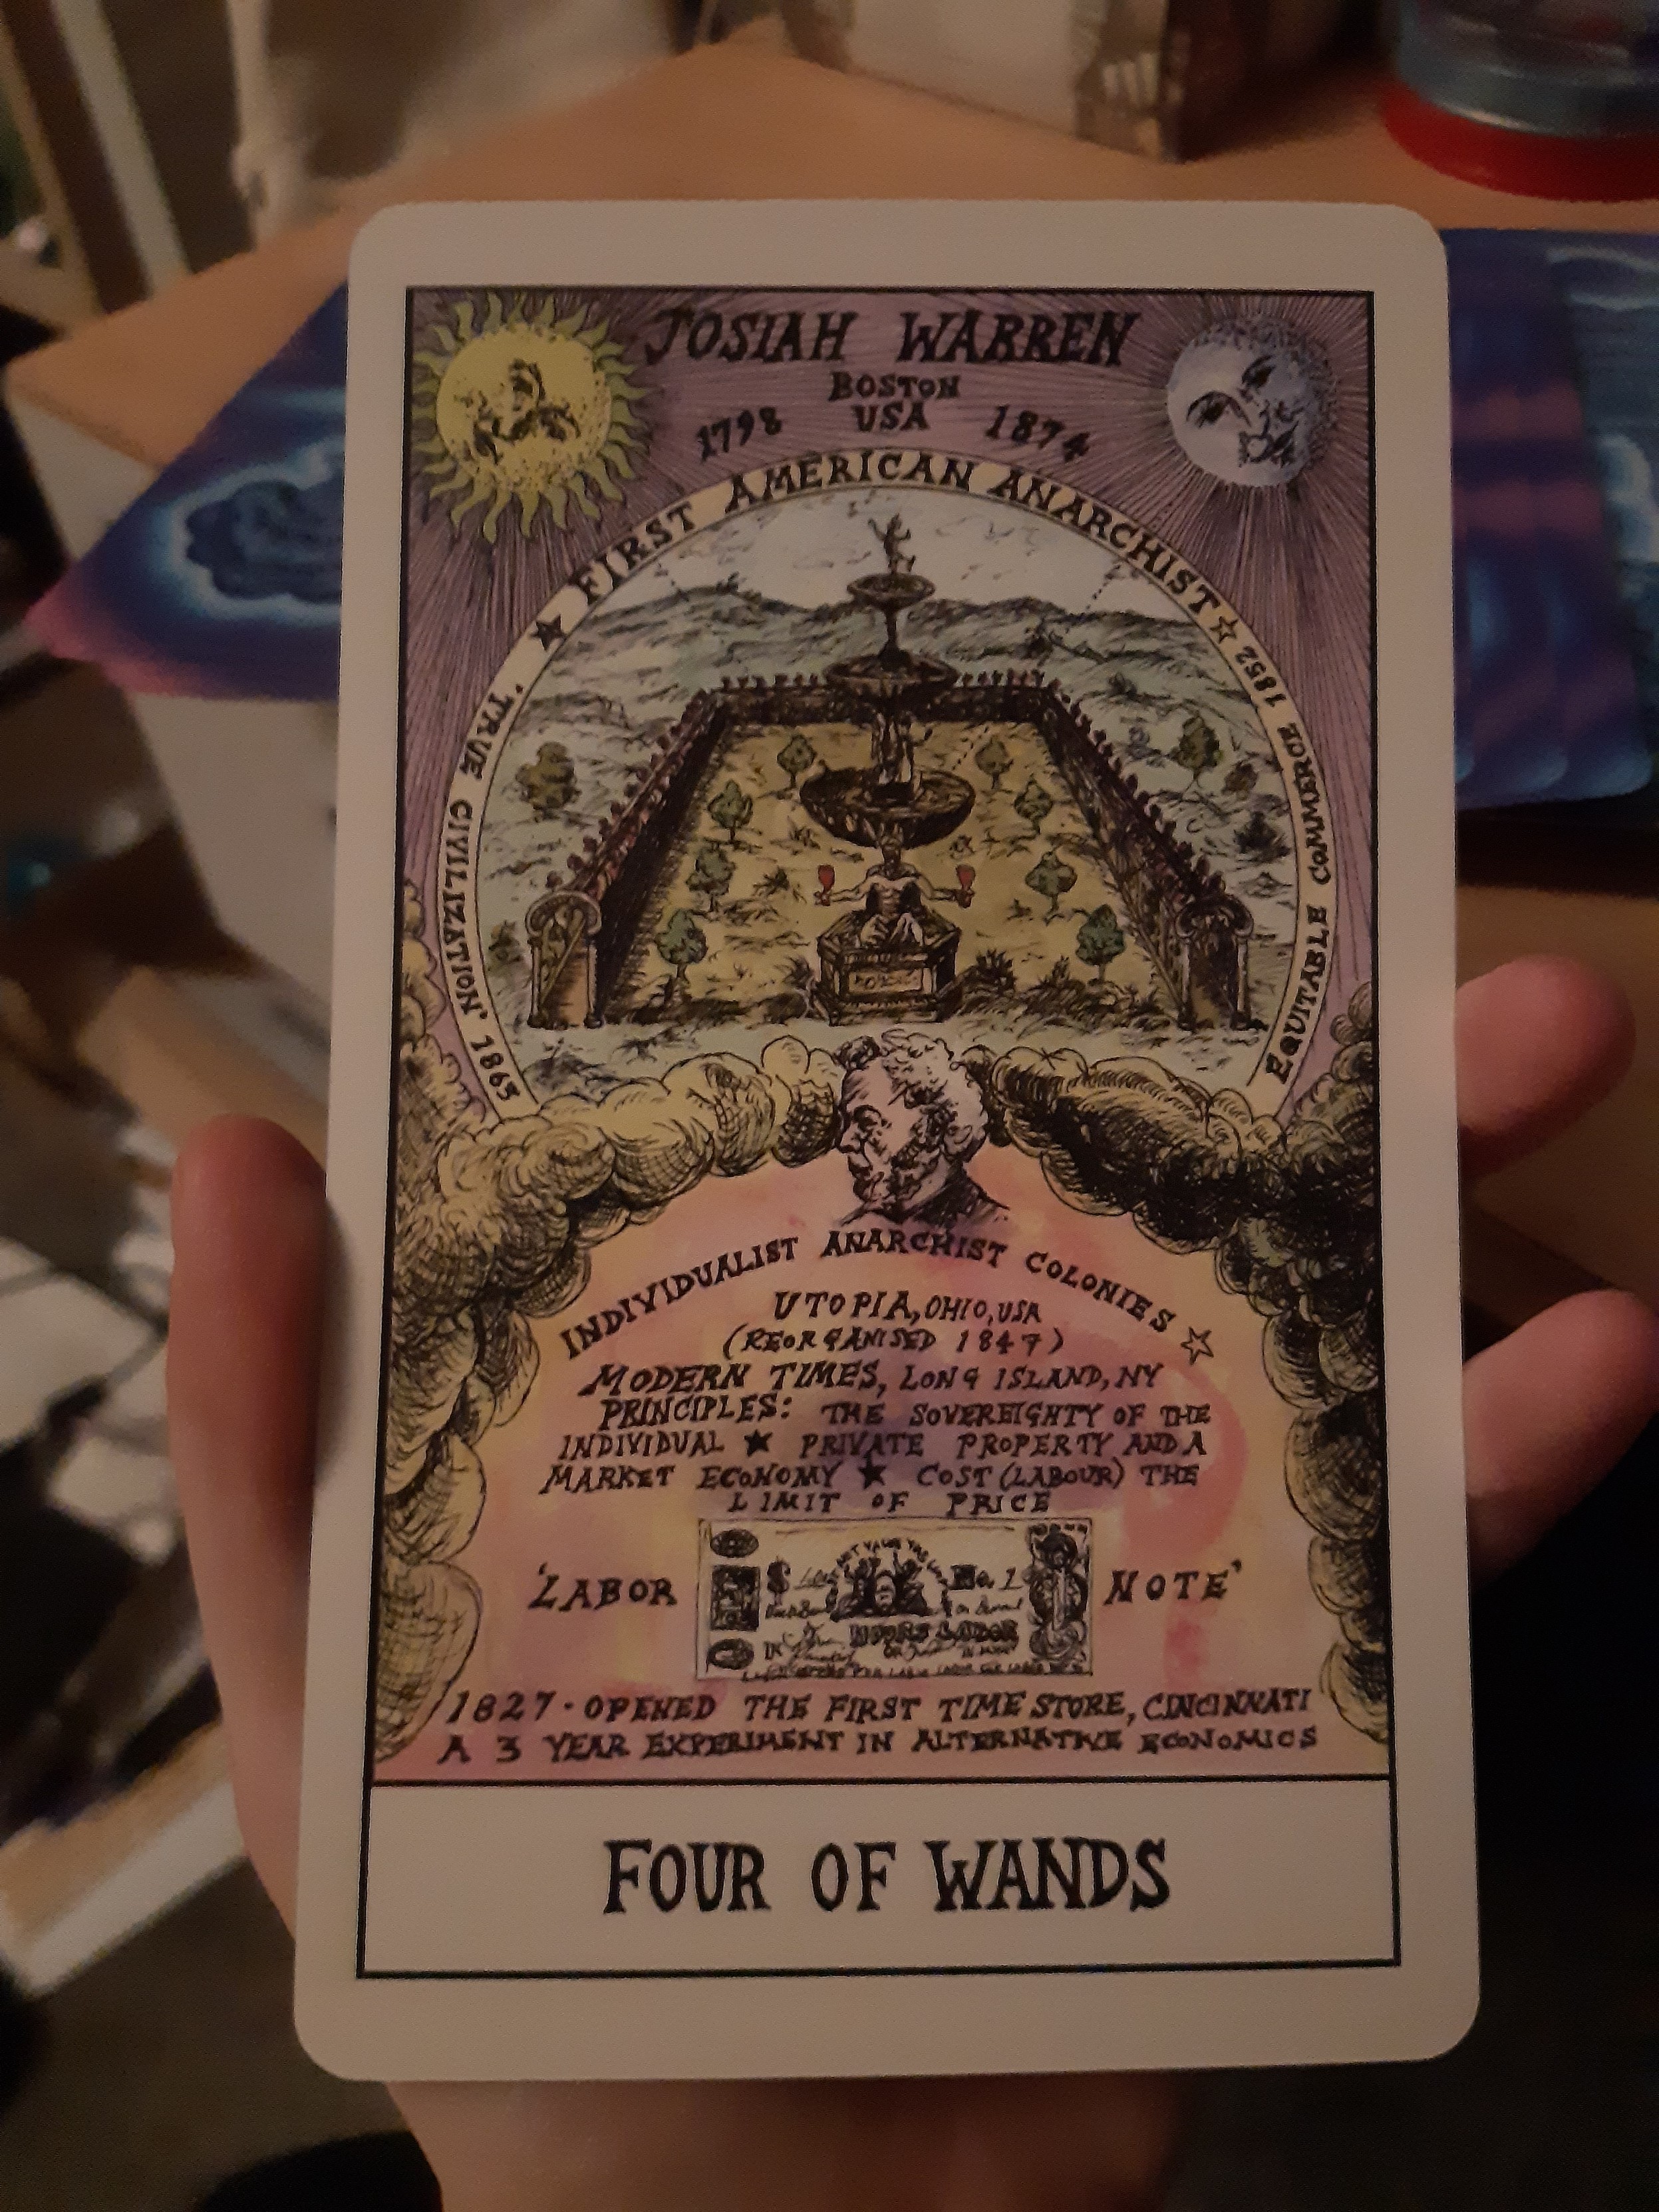 JOSIAH WARREN
BOSTON
1798 USA 1874
★ FIRST AMERICAN ANARCHIST ☆
'TRUE CIVILIZATION' 1863
EQUITABLE COMMERCE 1852
INDIVIDUALIST ANARCHIST COLONIES ☆
UTOPIA, OHIO, USA
(REORGANISED 1847)
MODERN TIMES, LONG ISLAND, NY
PRINCIPLES: THE SOVEREIGHTY OF THE
INDIVIDUAL ★ PRIVATE PROPERTY AND A
MARKET ECONOMY ★ COST (LABOUR) THE
LIMIT OF PRICE
'LABOR NOTE'
No. 1
1827 - OPENED THE FIRST TIME STORE, CINCINNATI
A 3 YEAR EXPERIMENT IN ALTERNATIVE ECONOMICS
FOUR OF WANDS